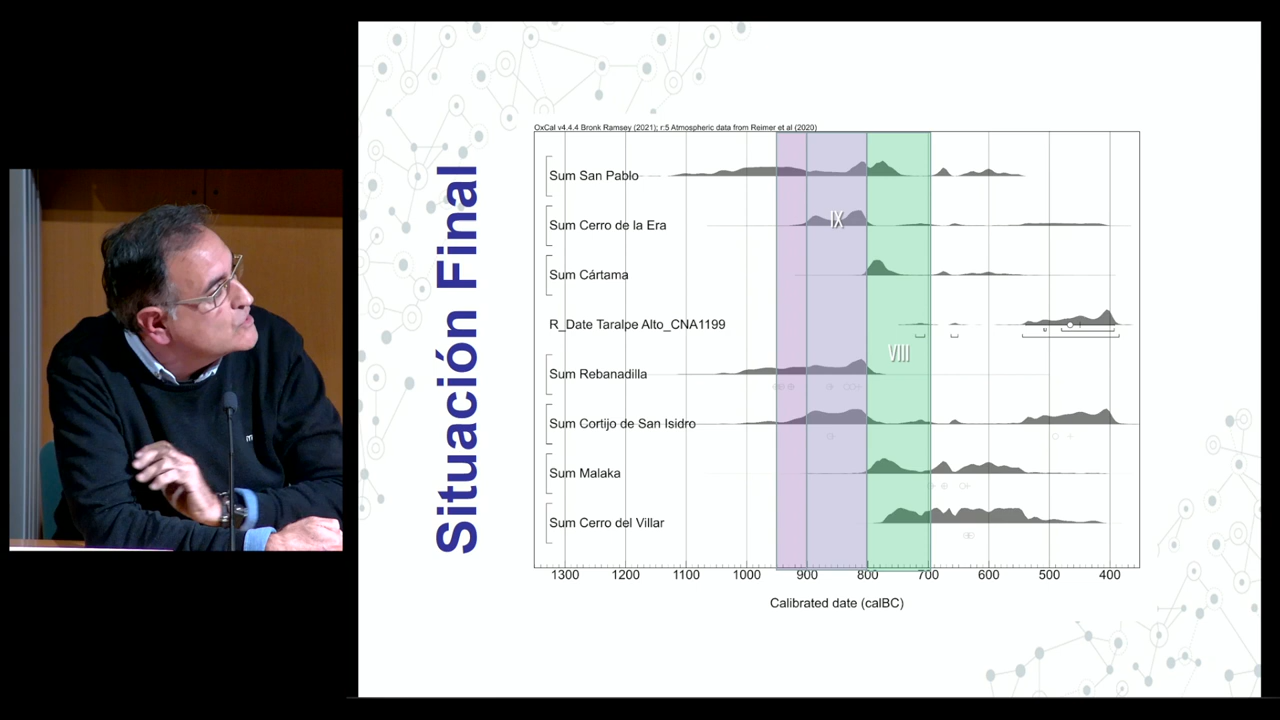 Situación Final
OxCal v4.4.4 Bronk Ramsey (2021); r:5 Atmospheric data from Reimer et al (2020)
Sum San Pablo
Sum Cerro de la Era
IX
Sum Cártama
R_Date Taralpe Alto_CNA1199
VIII
Sum Rebanadilla
Sum Cortijo de San Isidro
Sum Malaka
Sum Cerro del Villar
1300 1200 1100 1000 900 800 700 600 500 400
Calibrated date (calBC)